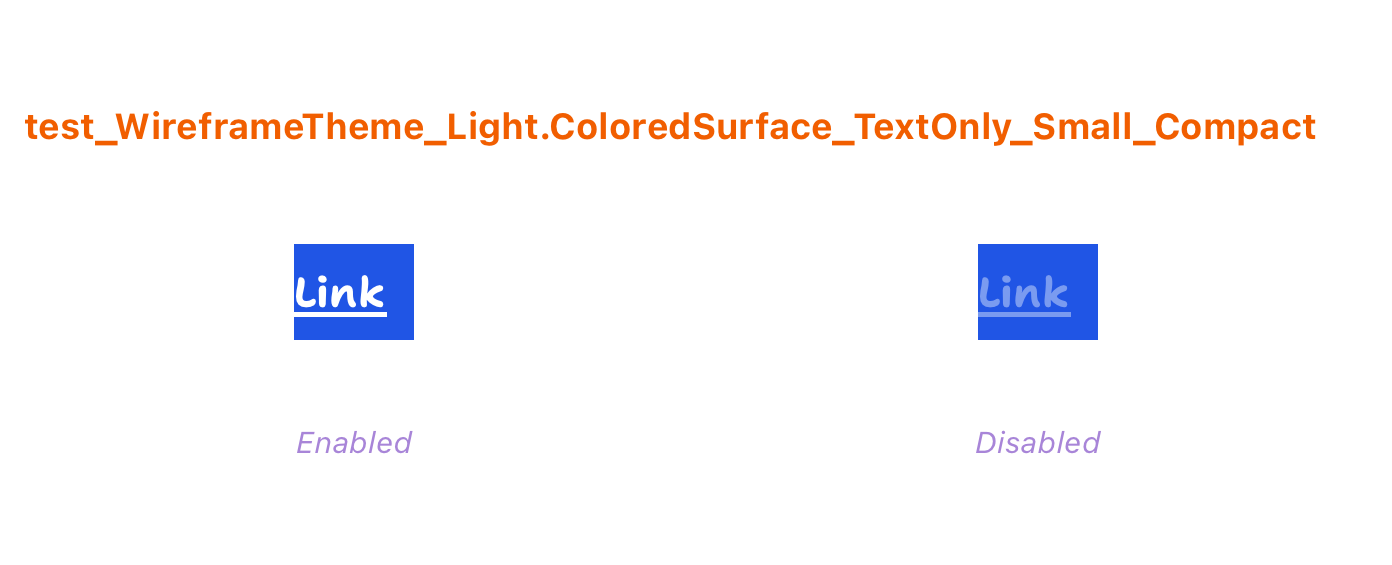 test_WireframeTheme_Light.ColoredSurface_TextOnly_Small_Compact
Link Link
Enabled Disabled